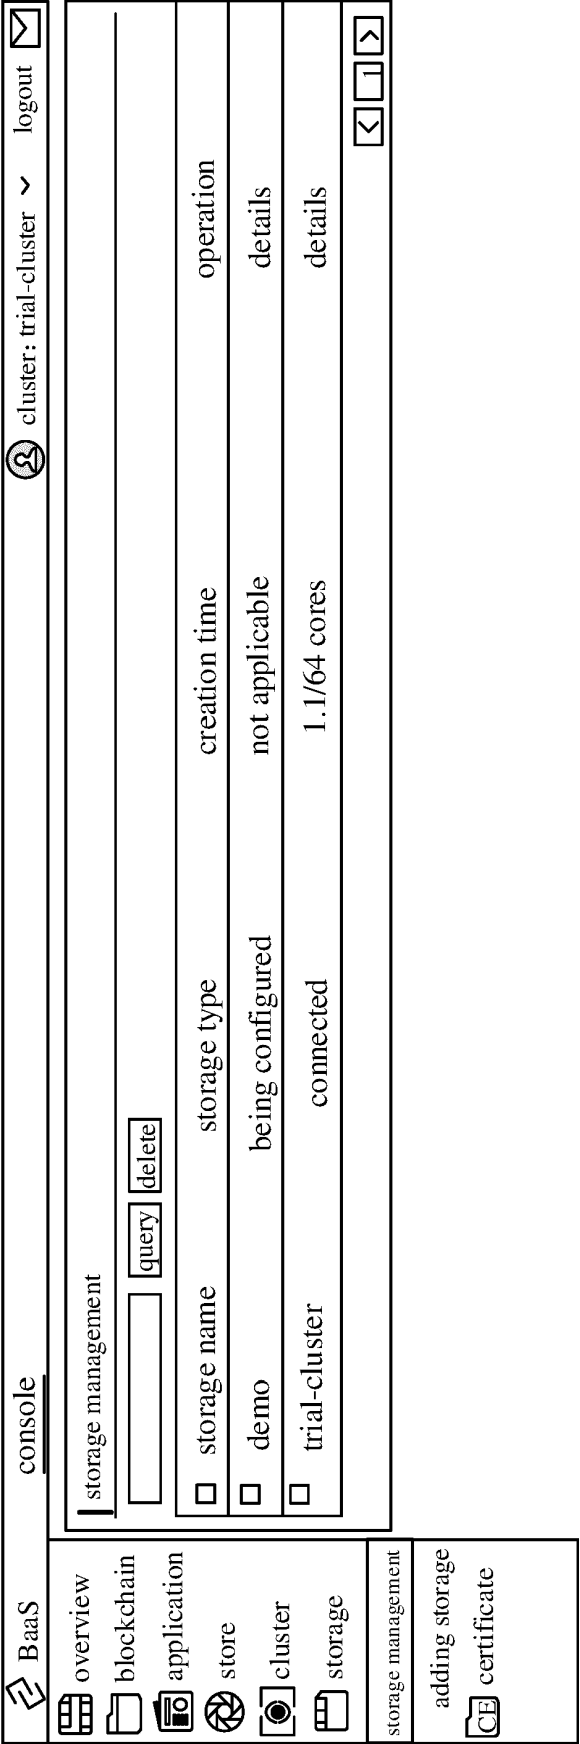 BaaS console cluster: trial-cluster logout
overview
blockchain
application
store
cluster
storage
storage management
adding storage
CE certificate
storage management
query delete
storage name storage type creation time operation
demo being configured not applicable details
trial-cluster connected 1.1/64 cores details
1